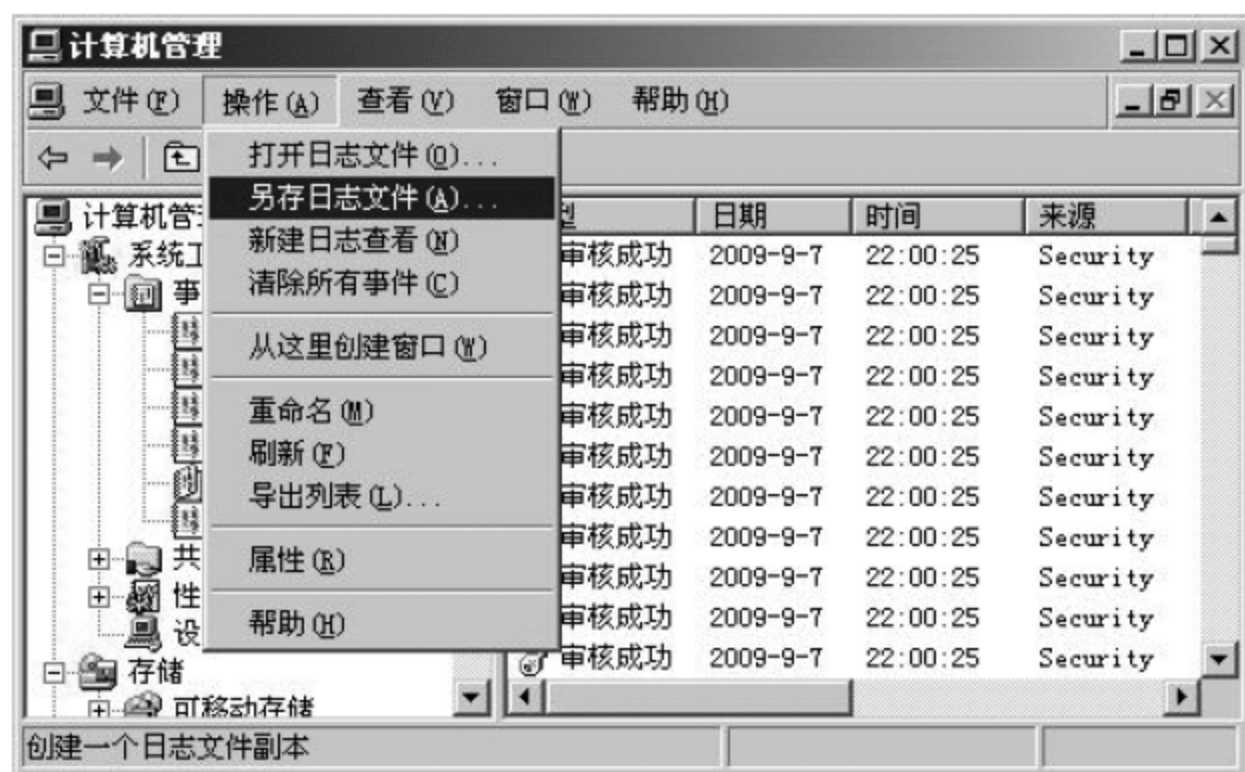 计算机管理
文件(F) 操作(A) 查看(V) 窗口(W) 帮助(H)
打开日志文件(O)...
另存日志文件(A)...
新建日志查看(N)
清除所有事件(C)
从这里创建窗口(W)
重命名(M)
刷新(F)
导出列表(L)...
属性(R)
帮助(H)
计算机管
系统工
事
共
性
设
存储
可移动存储
型 日期 时间 来源
审核成功 2009-9-7 22:00:25 Security
审核成功 2009-9-7 22:00:25 Security
审核成功 2009-9-7 22:00:25 Security
审核成功 2009-9-7 22:00:25 Security
审核成功 2009-9-7 22:00:25 Security
审核成功 2009-9-7 22:00:25 Security
审核成功 2009-9-7 22:00:25 Security
审核成功 2009-9-7 22:00:25 Security
审核成功 2009-9-7 22:00:25 Security
审核成功 2009-9-7 22:00:25 Security
审核成功 2009-9-7 22:00:25 Security
创建一个日志文件副本